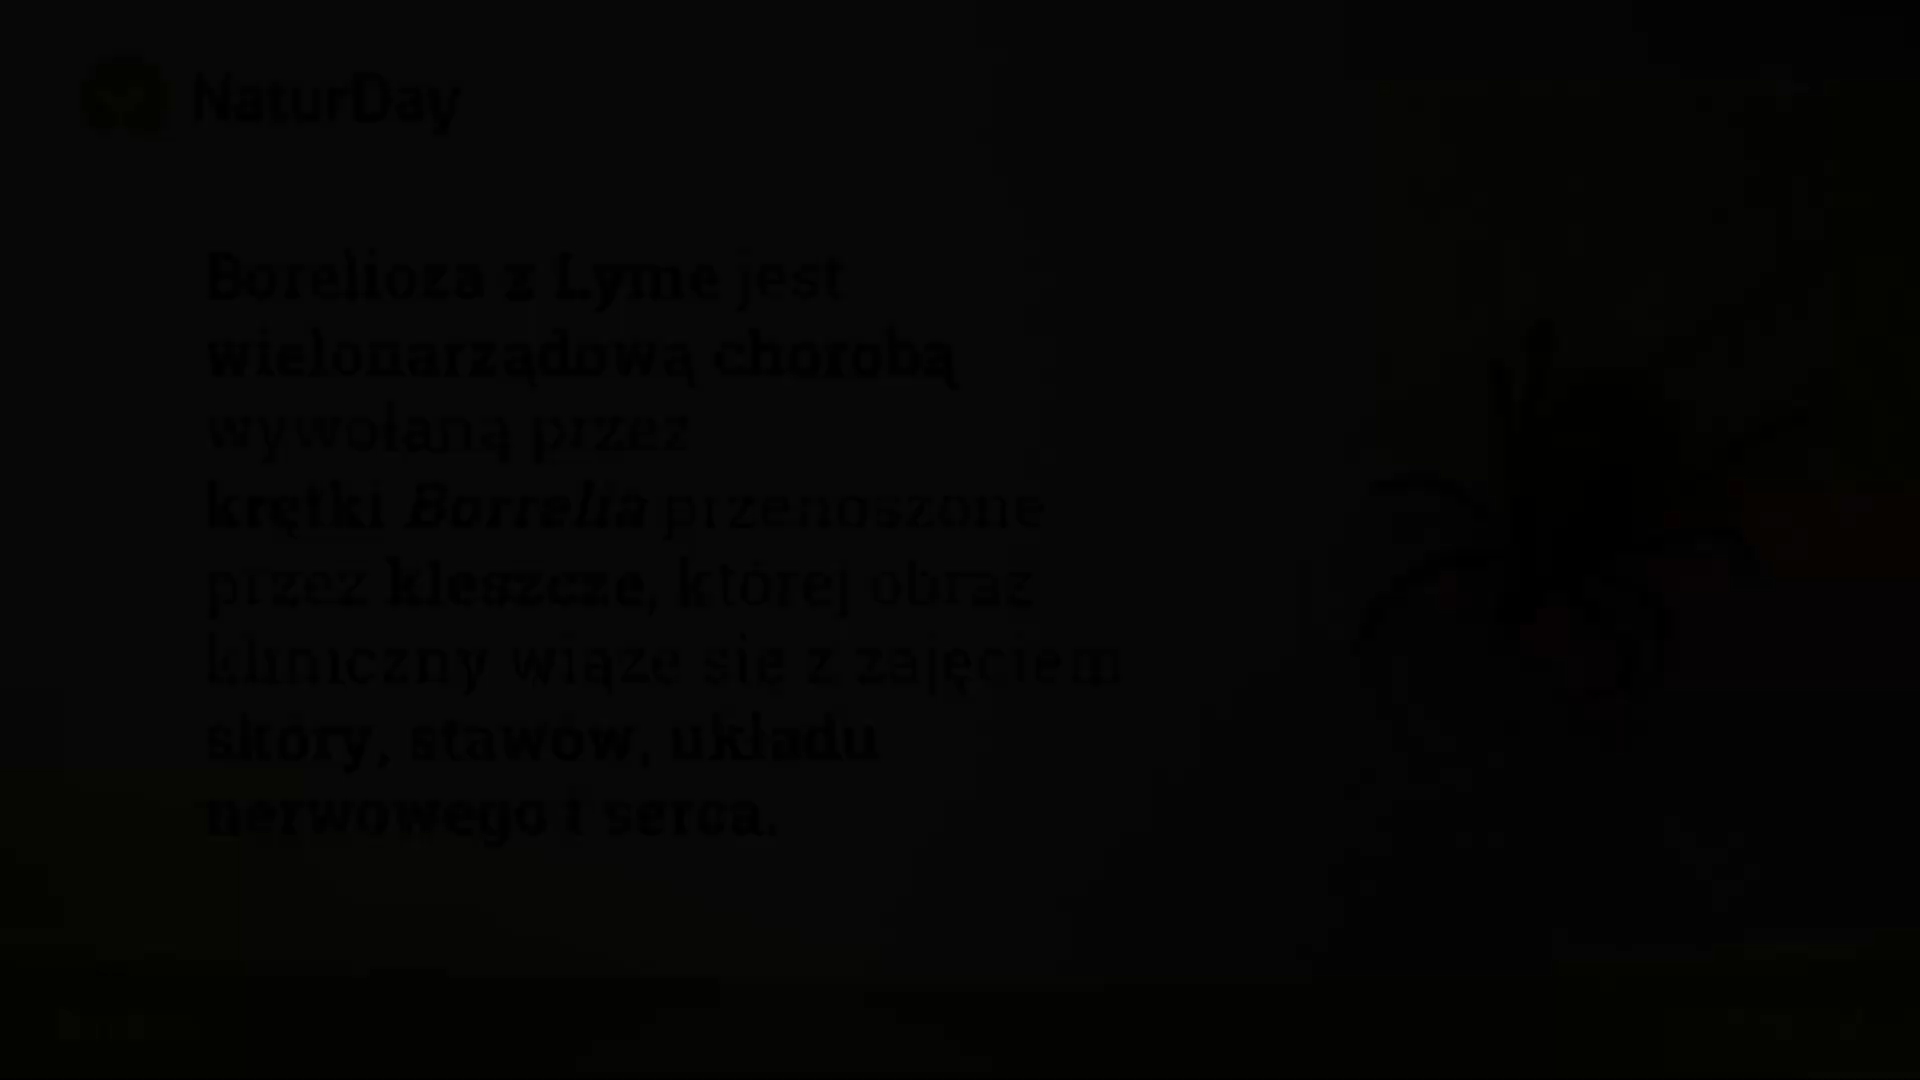 NaturDay
Borelioza z Lyme jest
wielonarządową chorobą
wywołaną przez
krętki Borrelia przenoszone
przez kleszcze, której obraz
kliniczny wiąże się z zajęciem
skóry, stawów, układu
nerwowego i serca.